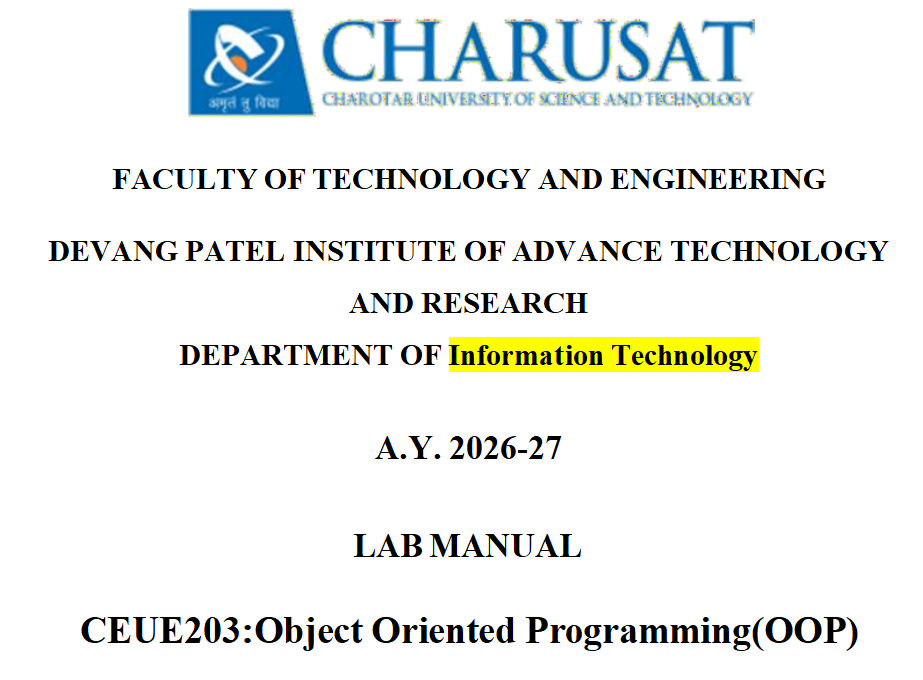 CHARUSAT
CHAROTAR UNIVERSITY OF SCIENCE AND TECHNOLOGY
अमृतं तु विद्या
FACULTY OF TECHNOLOGY AND ENGINEERING
DEVANG PATEL INSTITUTE OF ADVANCE TECHNOLOGY
AND RESEARCH
DEPARTMENT OF Information Technology
A.Y. 2026-27
LAB MANUAL
CEUE203:Object Oriented Programming(OOP)